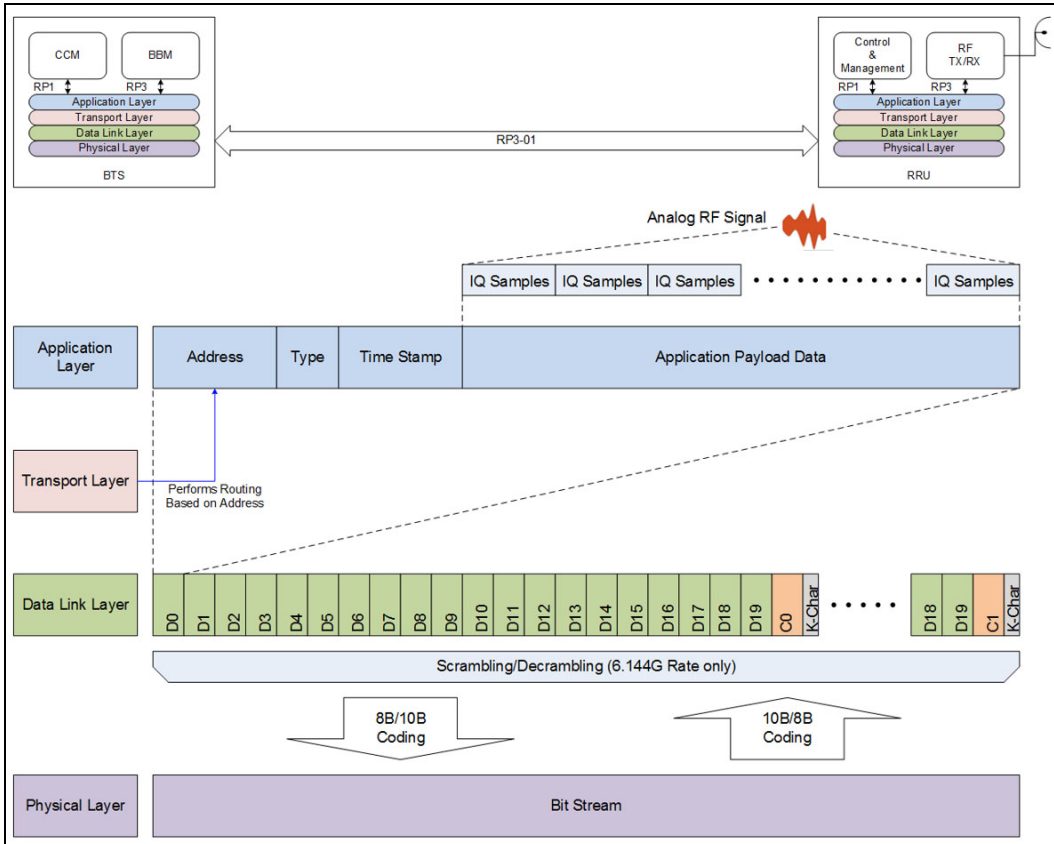 CCM
BBM
RP1
RP3
Application Layer
Transport Layer
Data Link Layer
Physical Layer
BTS
RP3-01
Control
&
Management
RF
TX/RX
RP1
RP3
Application Layer
Transport Layer
Data Link Layer
Physical Layer
RRU
Analog RF Signal
IQ Samples
IQ Samples
IQ Samples
IQ Samples
Application
Layer
Address
Type
Time Stamp
Application Payload Data
Transport Layer
Performs Routing
Based on Address
Data Link Layer
D0
D1
D2
D3
D4
D5
D6
D7
D8
D9
D10
D11
D12
D13
D14
D15
D16
D17
D18
D19
C0
K-Char
D18
D19
C1
K-Char
Scrambling/Decrambling (6.144G Rate only)
8B/10B
Coding
10B/8B
Coding
Physical Layer
Bit Stream